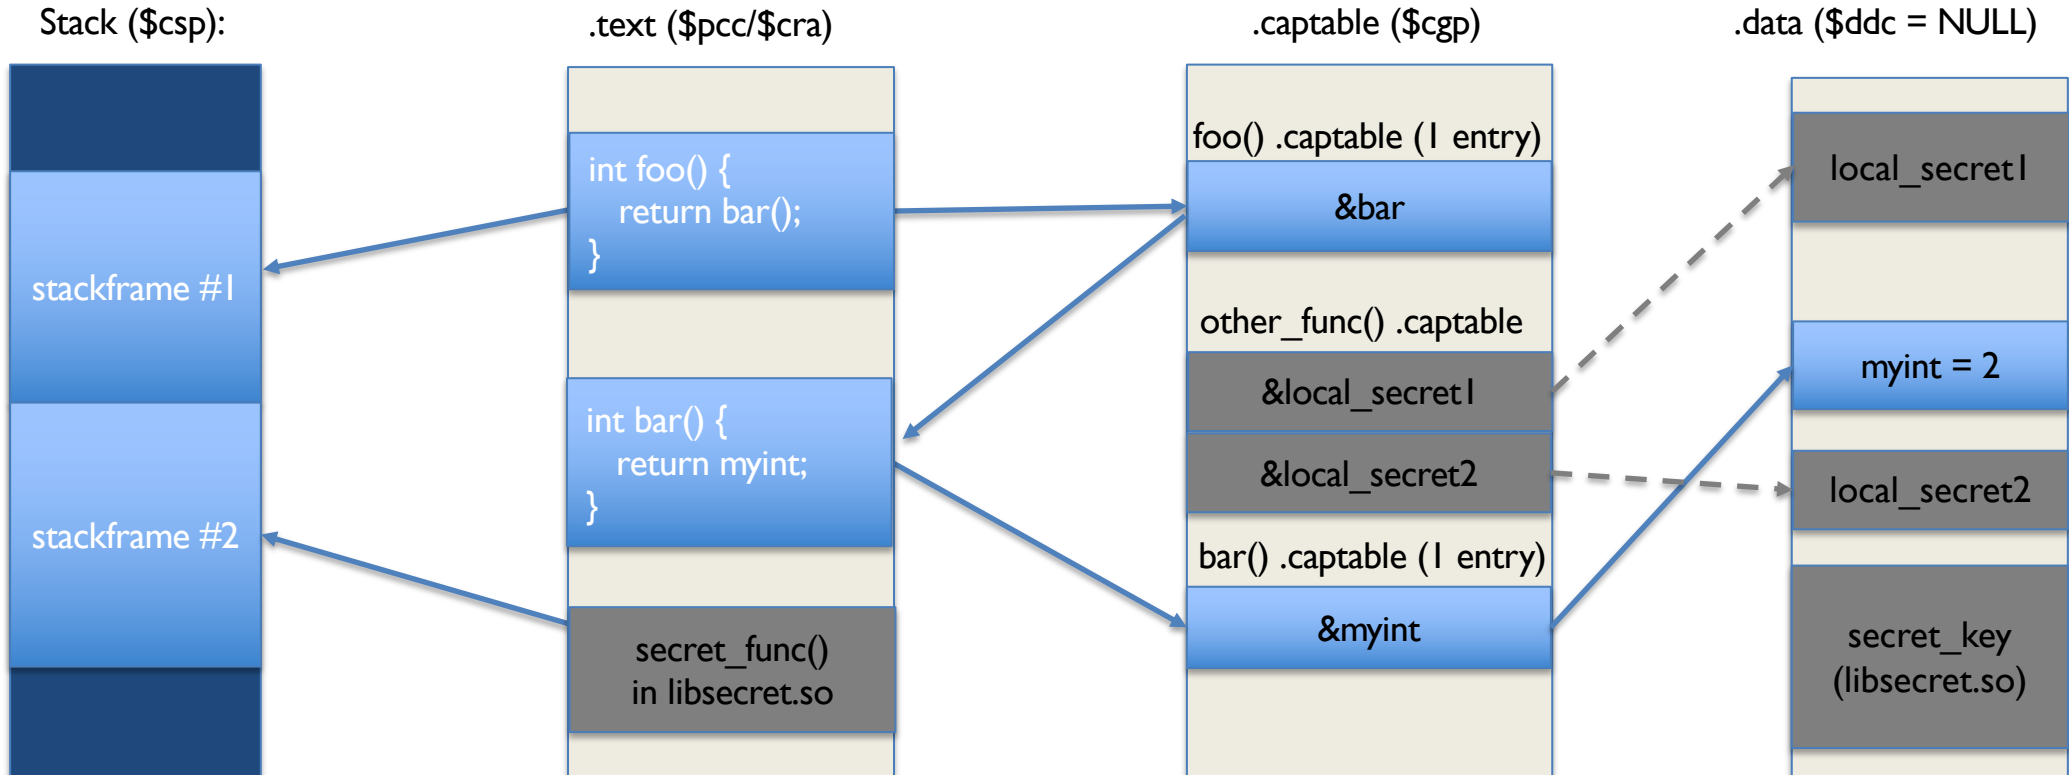 Stack ($csp):
stackframe #1
stackframe #2
.text ($pcc/$cra)
int foo() {
return bar();
}
int bar() {
return myint;
}
secret_func()
in libsecret.so
.captable ($cgp)
foo() .captable (1 entry)
&bar
other_func() .captable
&local_secret1
&local_secret2
bar() .captable (1 entry)
&myint
.data ($ddc = NULL)
local_secret1
myint = 2
local_secret2
secret_key
(libsecret.so)